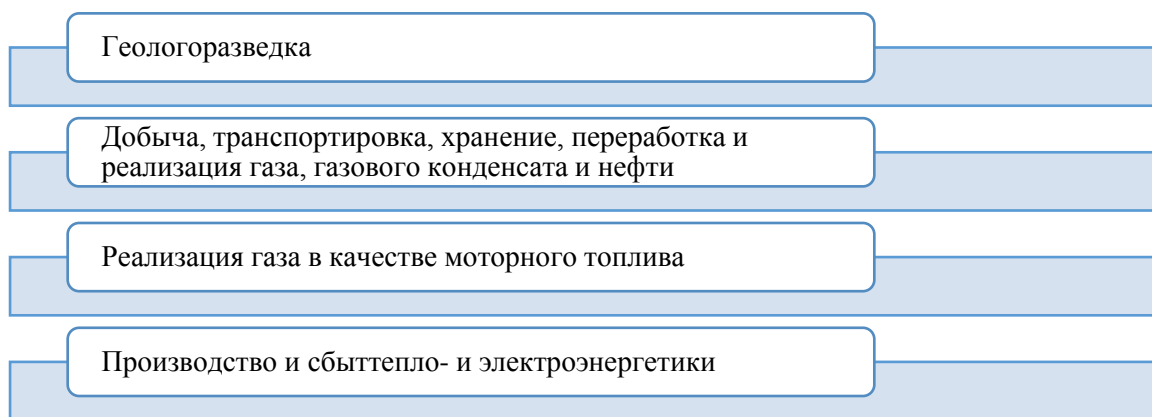 Геологоразведка
Добыча, транспортировка, хранение, переработка и
реализация газа, газового конденсата и нефти
Реализация газа в качестве моторного топлива
Производство и сбыттепло- и электроэнергетики